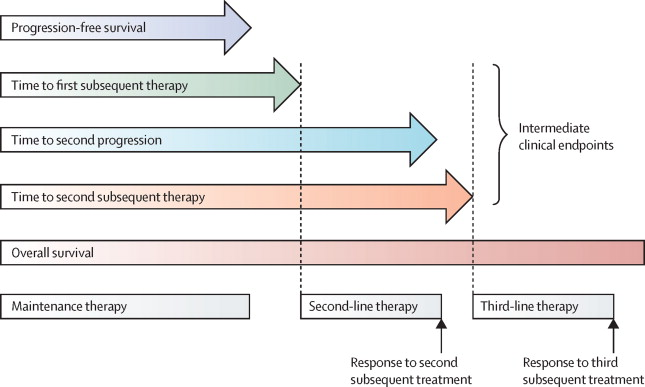 Progression-free survival
Time to first subsequent therapy
Time to second progression
Intermediate
clinical endpoints
Time to second subsequent therapy
Overall survival
Maintenance therapy
Second-line therapy
Third-line therapy
Response to second
subsequent treatment
Response to third
subsequent treatment